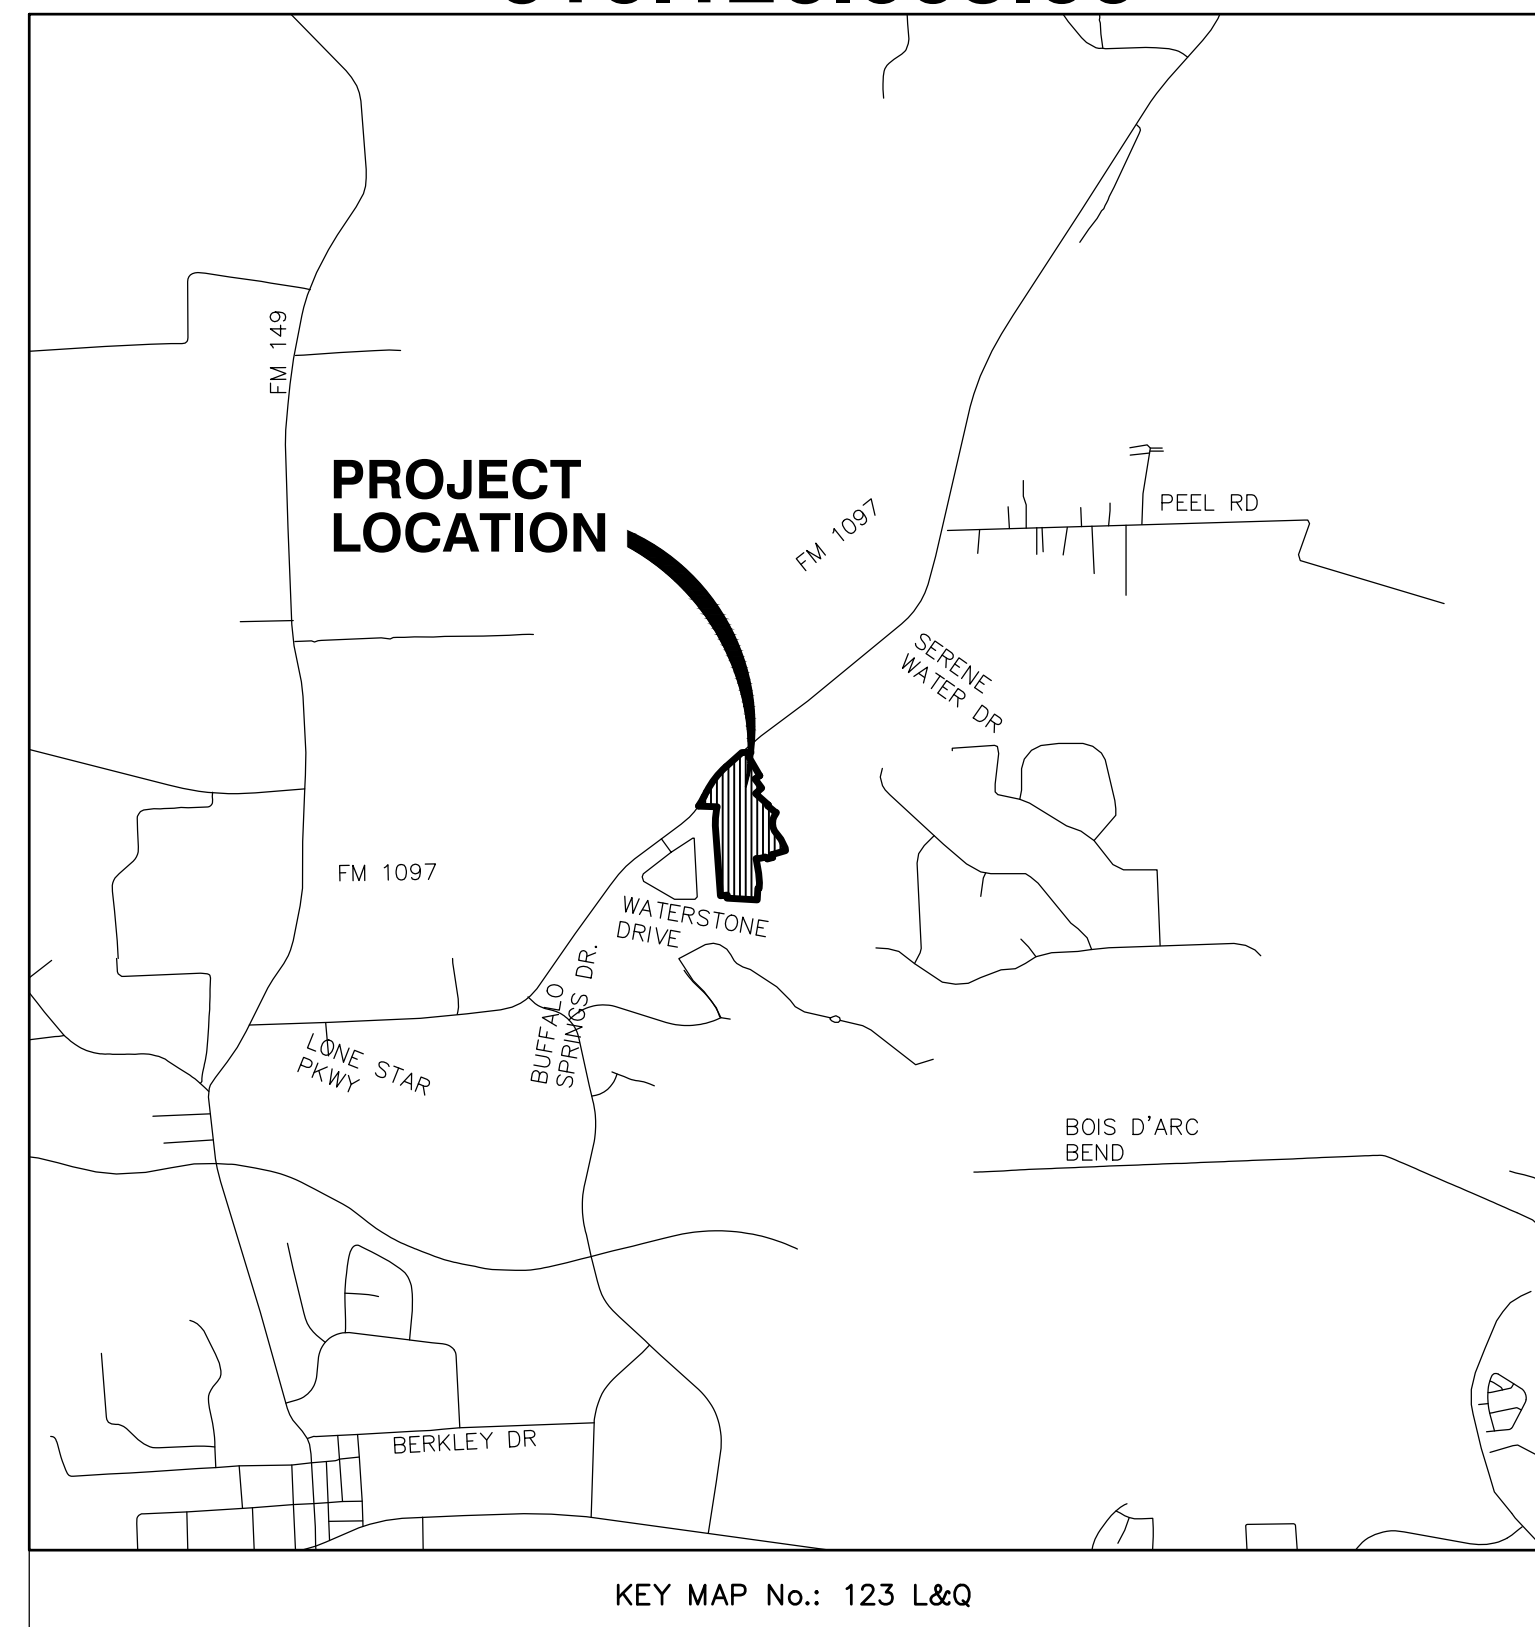 FM 149
PROJECT
LOCATION
FM 1097
PEEL RD
SERENE
WATER DR
FM 1097
WATERSTONE
DRIVE
BUFFALO
SPRINGS DR.
LONE STAR
PKWY
BOIS D'ARC
BEND
BERKLEY DR
KEY MAP No.: 123 L&Q